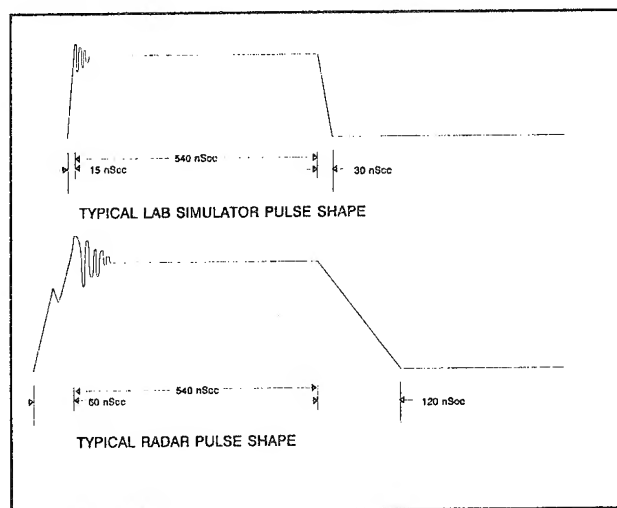 540 nSec
15 nSec
30 nSec
TYPICAL LAB SIMULATOR PULSE SHAPE
540 nSec
60 nSec
120 nSec
TYPICAL RADAR PULSE SHAPE